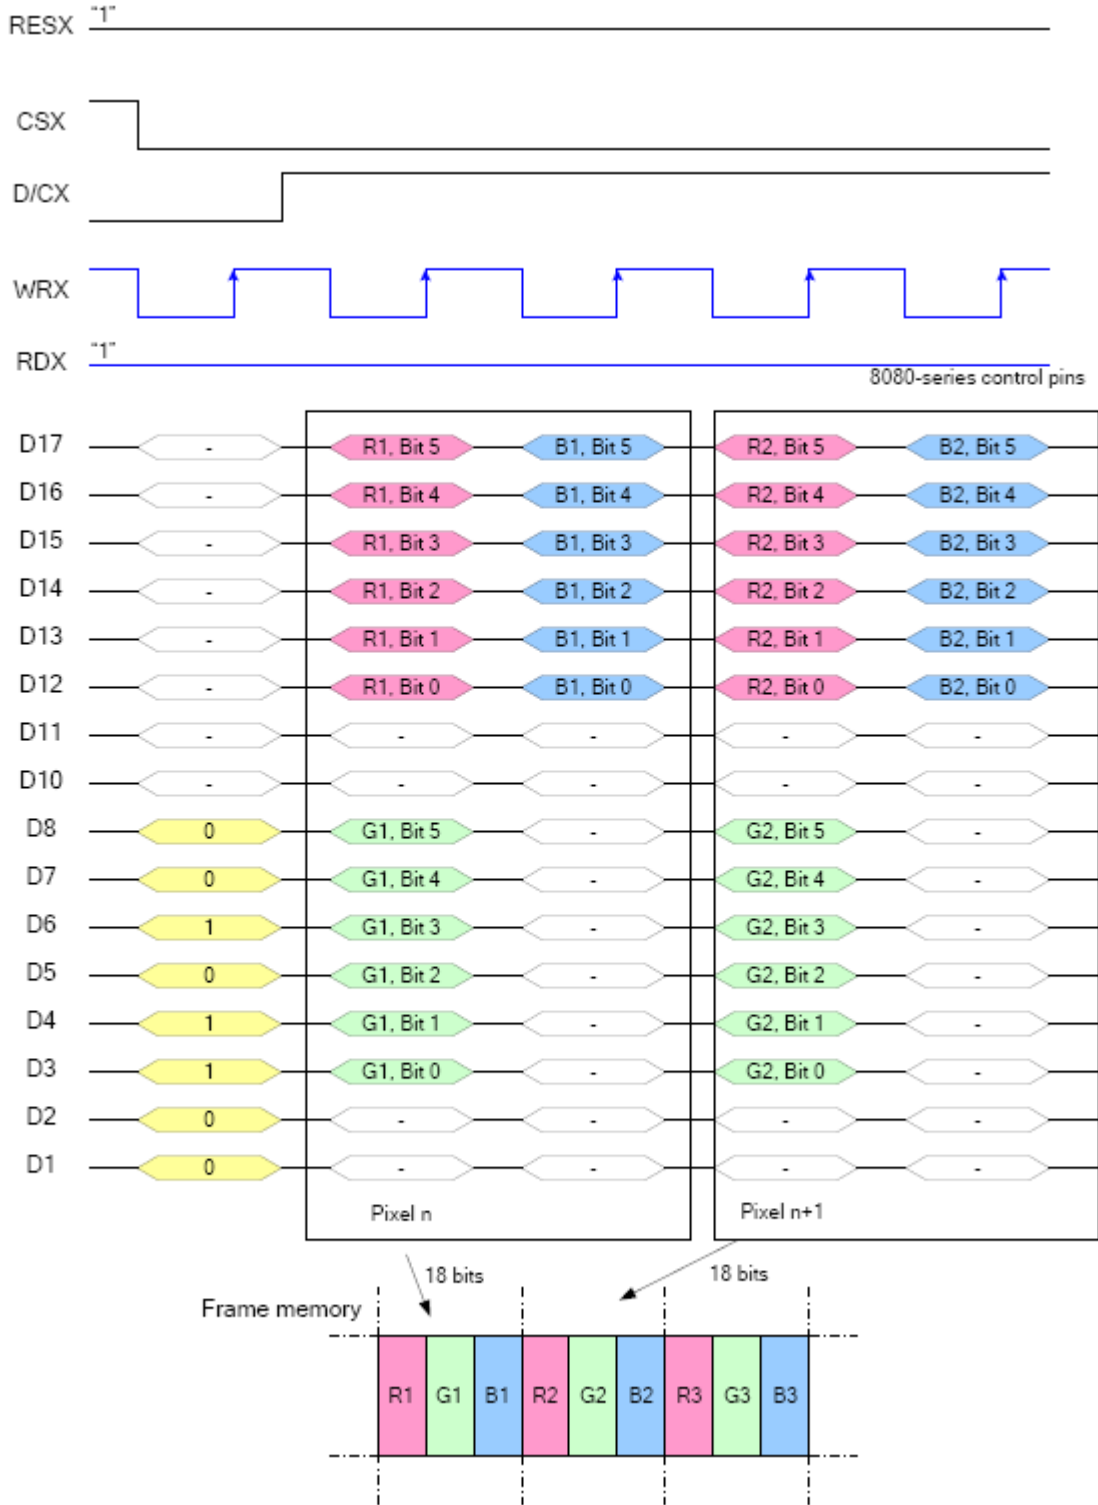 RESX "1"
CSX
D/CX
WRX
RDX "1"
8080-series control pins
D17 - R1, Bit 5 B1, Bit 5 R2, Bit 5 B2, Bit 5
D16 - R1, Bit 4 B1, Bit 4 R2, Bit 4 B2, Bit 4
D15 - R1, Bit 3 B1, Bit 3 R2, Bit 3 B2, Bit 3
D14 - R1, Bit 2 B1, Bit 2 R2, Bit 2 B2, Bit 2
D13 - R1, Bit 1 B1, Bit 1 R2, Bit 1 B2, Bit 1
D12 - R1, Bit 0 B1, Bit 0 R2, Bit 0 B2, Bit 0
D11 - - - - -
D10 - - - - -
D8 0 G1, Bit 5 - G2, Bit 5 -
D7 0 G1, Bit 4 - G2, Bit 4 -
D6 1 G1, Bit 3 - G2, Bit 3 -
D5 0 G1, Bit 2 - G2, Bit 2 -
D4 1 G1, Bit 1 - G2, Bit 1 -
D3 1 G1, Bit 0 - G2, Bit 0 -
D2 0 - - - -
D1 0 - - - -
Pixel n Pixel n+1
18 bits 18 bits
Frame memory
R1 G1 B1 R2 G2 B2 R3 G3 B3